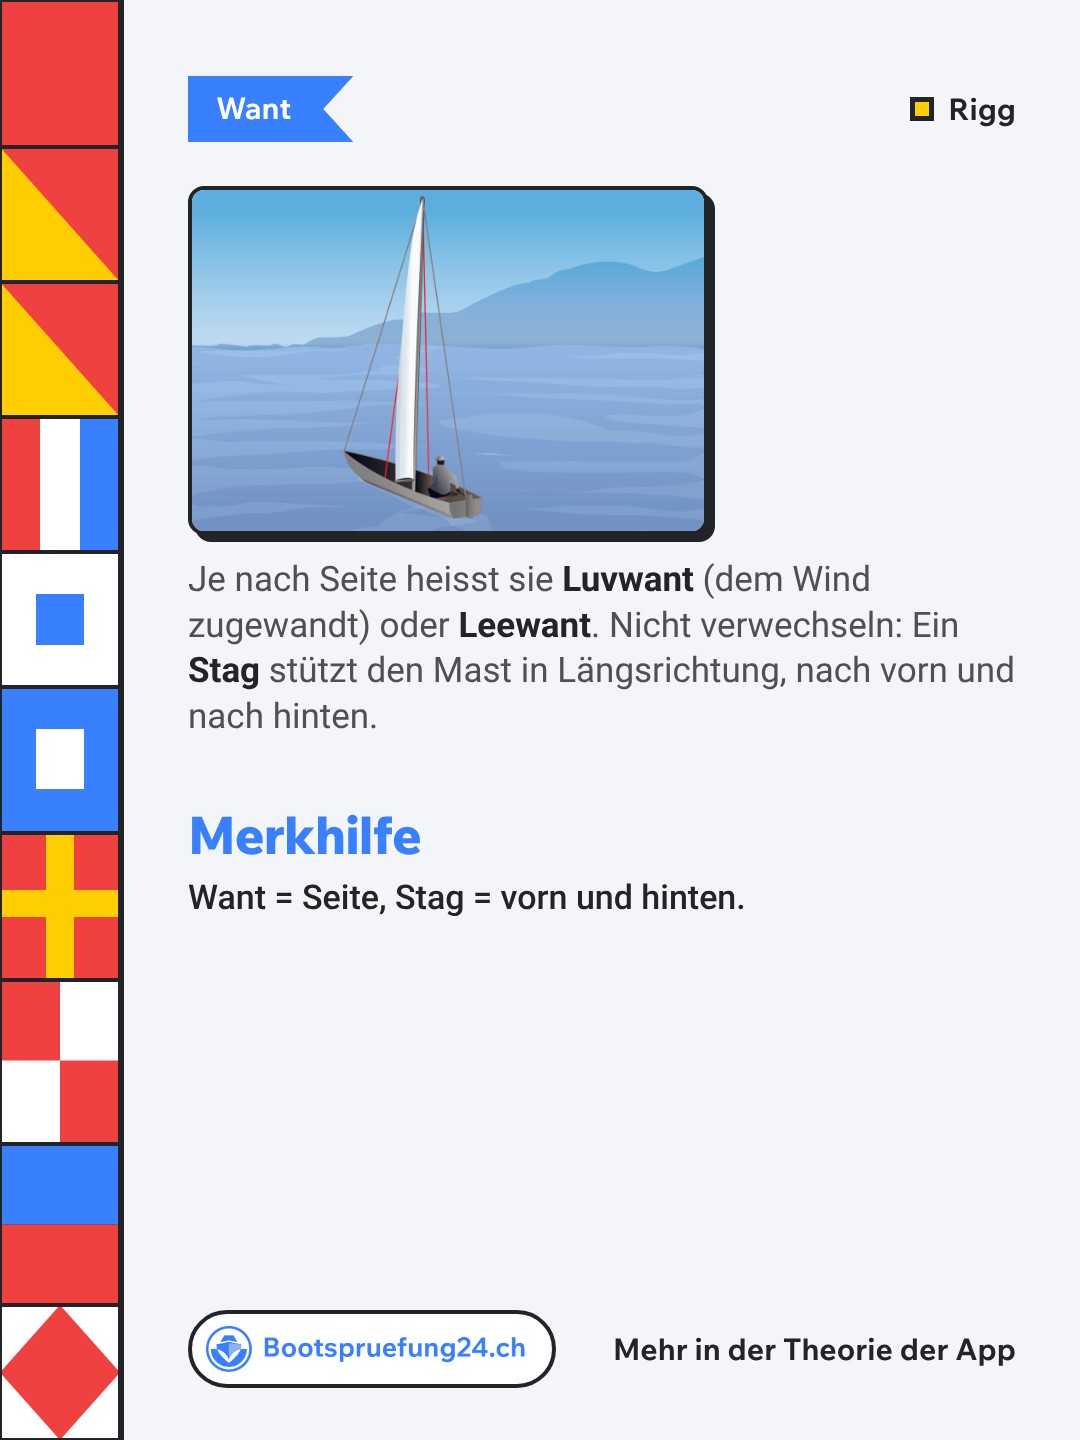 Want
Rigg
Je nach Seite heisst sie Luvwant (dem Wind
zugewandt) oder Leewant. Nicht verwechseln: Ein
Stag stützt den Mast in Längsrichtung, nach vorn und
nach hinten.
Merkhilfe
Want = Seite, Stag = vorn und hinten.
Bootspruefung24.ch
Mehr in der Theorie der App